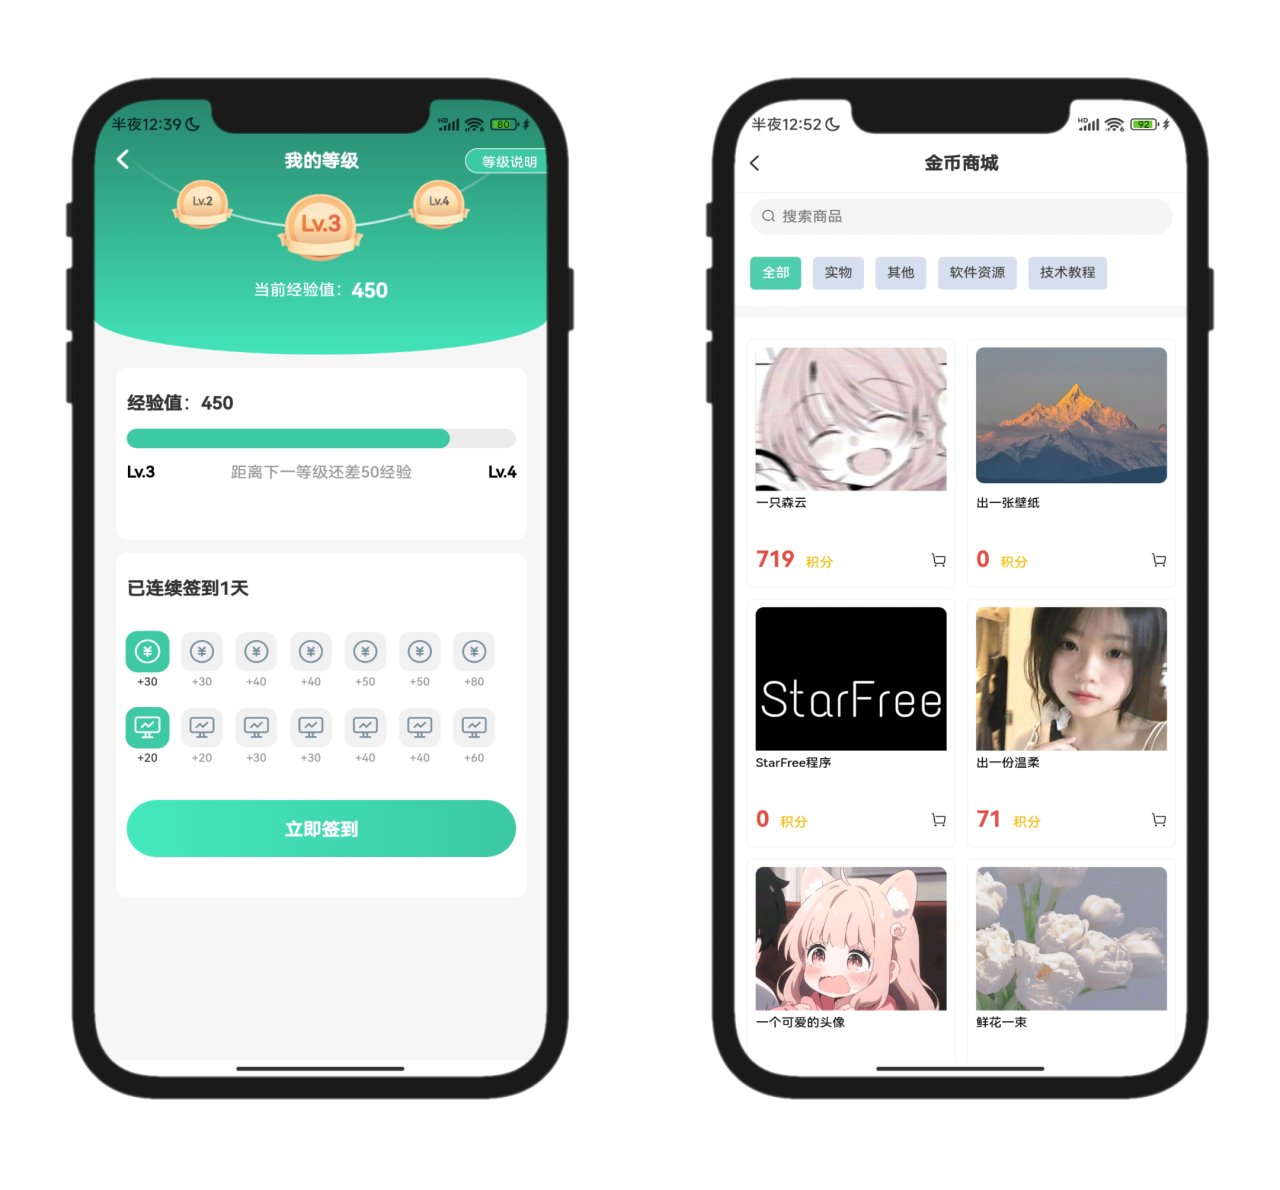 半夜12:39
HD
80
我的等级
等级说明
Lv.2
Lv.3
Lv.4
当前经验值：450
经验值：450
Lv.3
距离下一等级还差50经验
Lv.4
已连续签到1天
+30 +30 +40 +40 +50 +50 +80
+20 +20 +30 +30 +40 +40 +60
立即签到
半夜12:52
HD
92
金币商城
搜索商品
全部 实物 其他 软件资源 技术教程
一只森云
719 积分
出一张壁纸
0 积分
StarFree
StarFree程序
0 积分
出一份温柔
71 积分
一个可爱的头像
鲜花一束